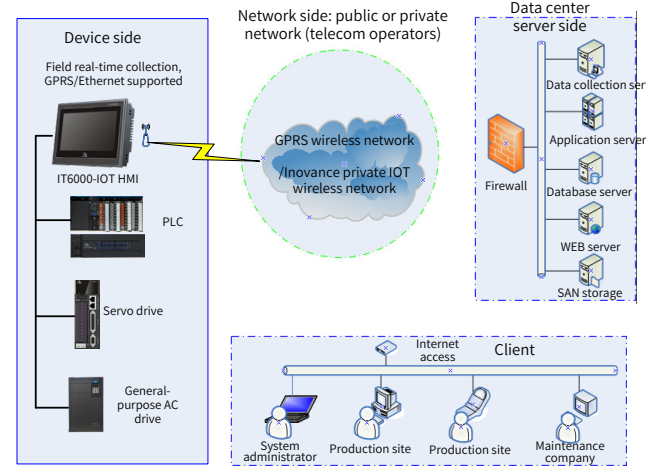 Device side
Field real-time collection,
GPRS/Ethernet supported
IT6000-IOT HMI
PLC
Servo drive
General-
purpose AC
drive
Network side: public or private
network (telecom operators)
GPRS wireless network
/Inovance private IOT
wireless network
Data center
server side
Firewall
Data collection ser
Application server
Database server
WEB server
SAN storage
Internet
access
Client
System
administrator
Production site
Production site
Maintenance
company